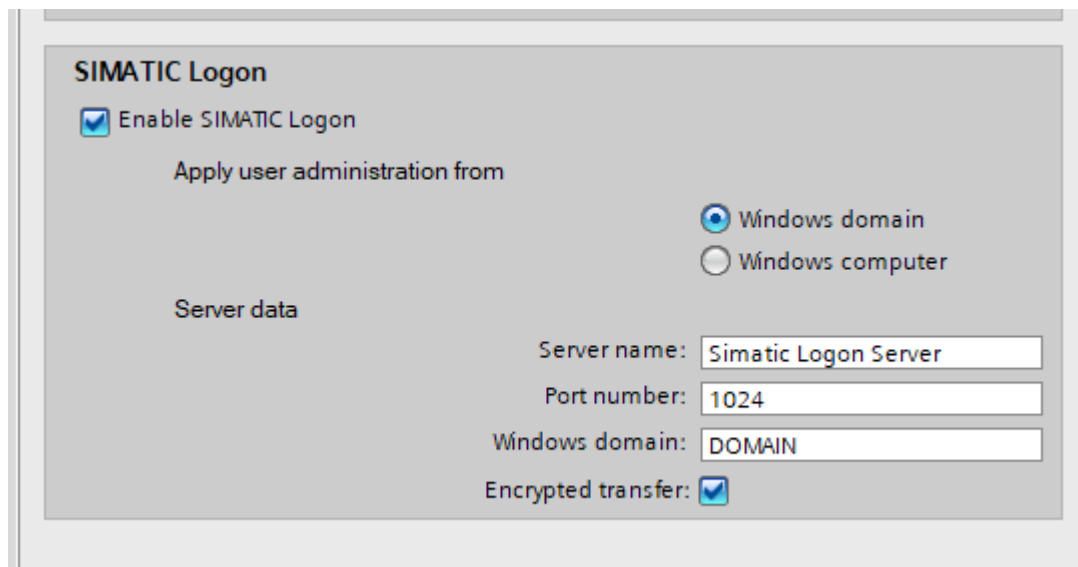 SIMATIC Logon
Enable SIMATIC Logon
Apply user administration from
Windows domain
Windows computer
Server data
Server name: Simatic Logon Server
Port number: 1024
Windows domain: DOMAIN
Encrypted transfer: